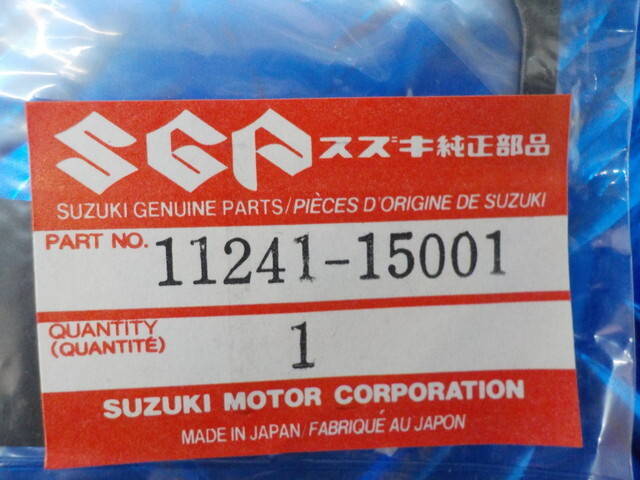 SGP スズキ純正部品
SUZUKI GENUINE PARTS/PIÈCES D'ORIGINE DE SUZUKI
PART NO. 11241-15001
QUANTITY
(QUANTITÉ) 1
SUZUKI MOTOR CORPORATION
MADE IN JAPAN/FABRIQUÉ AU JAPON